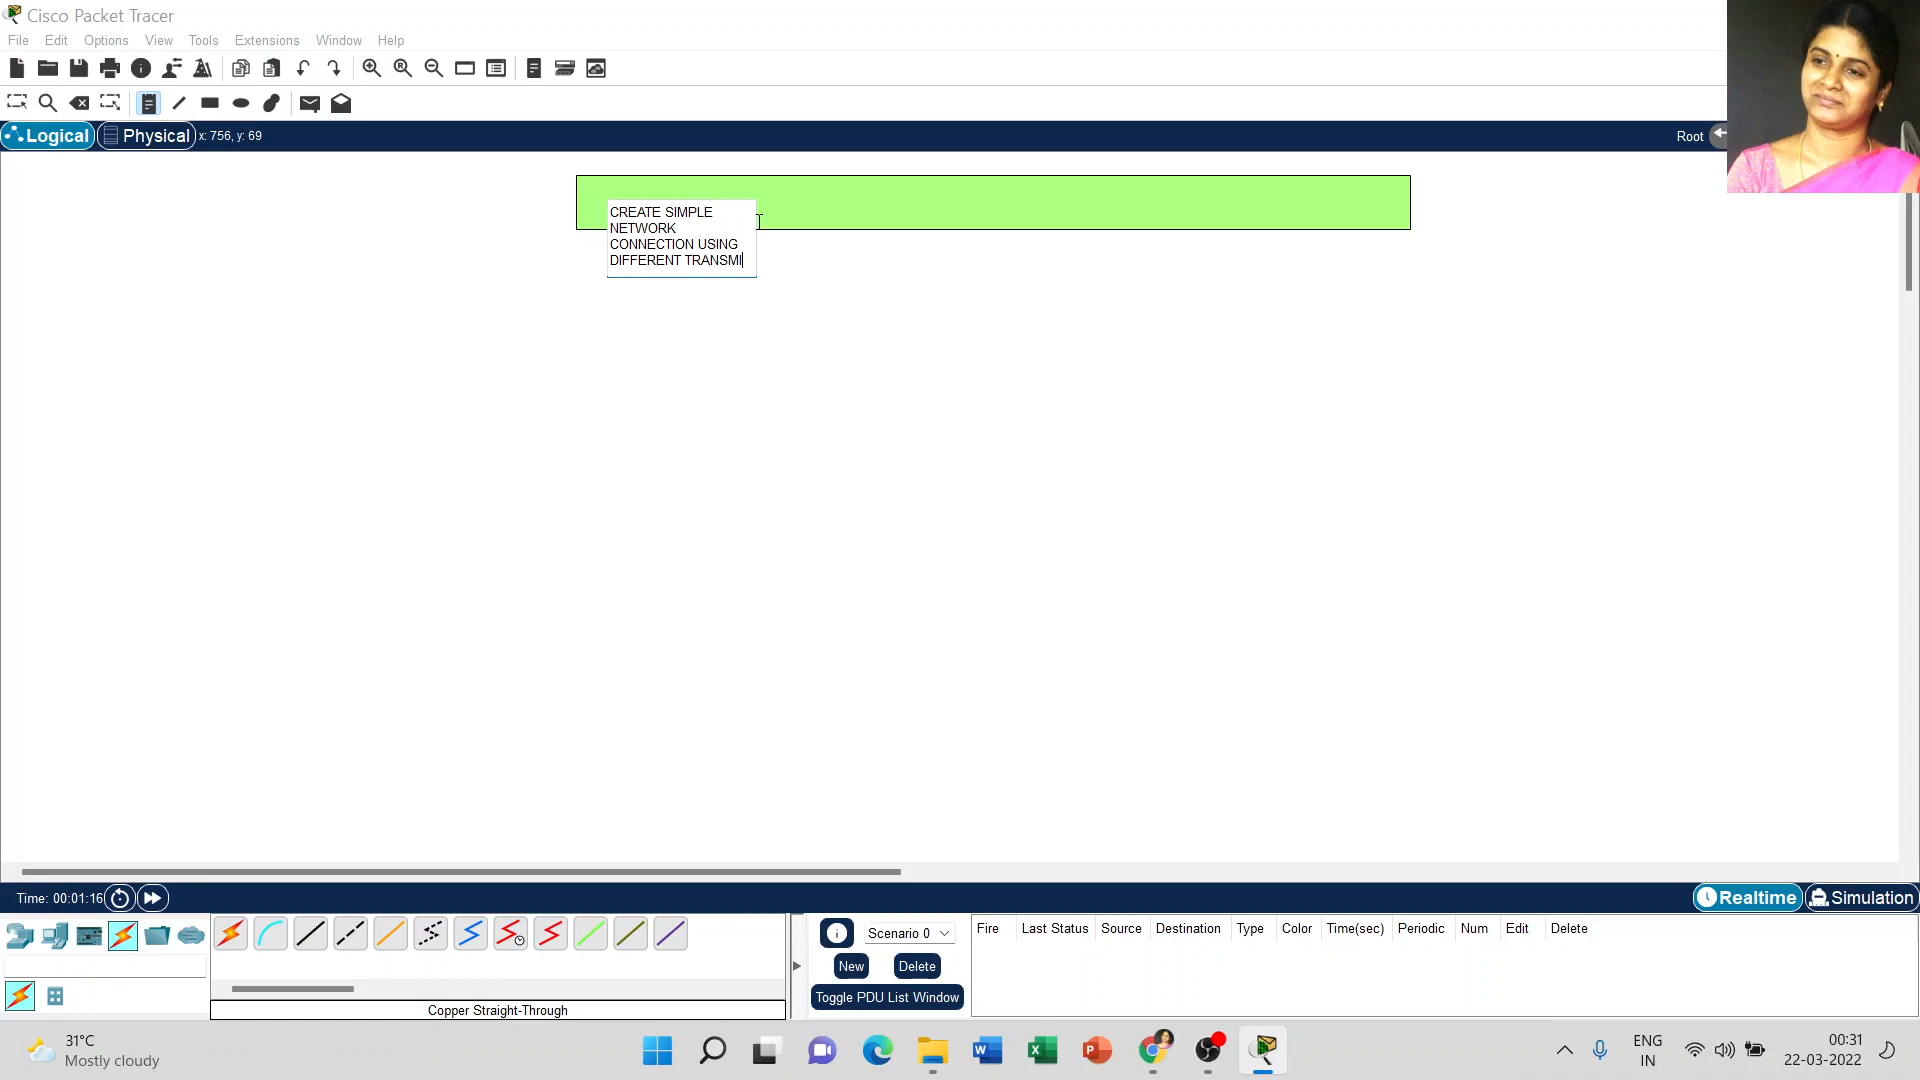 Cisco Packet Tracer
File Edit Options View Tools Extensions Window Help
Logical Physical x: 756, y: 69 Root
CREATE SIMPLE
NETWORK
CONNECTION USING
DIFFERENT TRANSMI
Time: 00:01:16 Realtime Simulation
Scenario 0 Fire Last Status Source Destination Type Color Time(sec) Periodic Num Edit Delete
New Delete
Toggle PDU List Window
Copper Straight-Through
31°C
Mostly cloudy
ENG
IN
00:31
22-03-2022